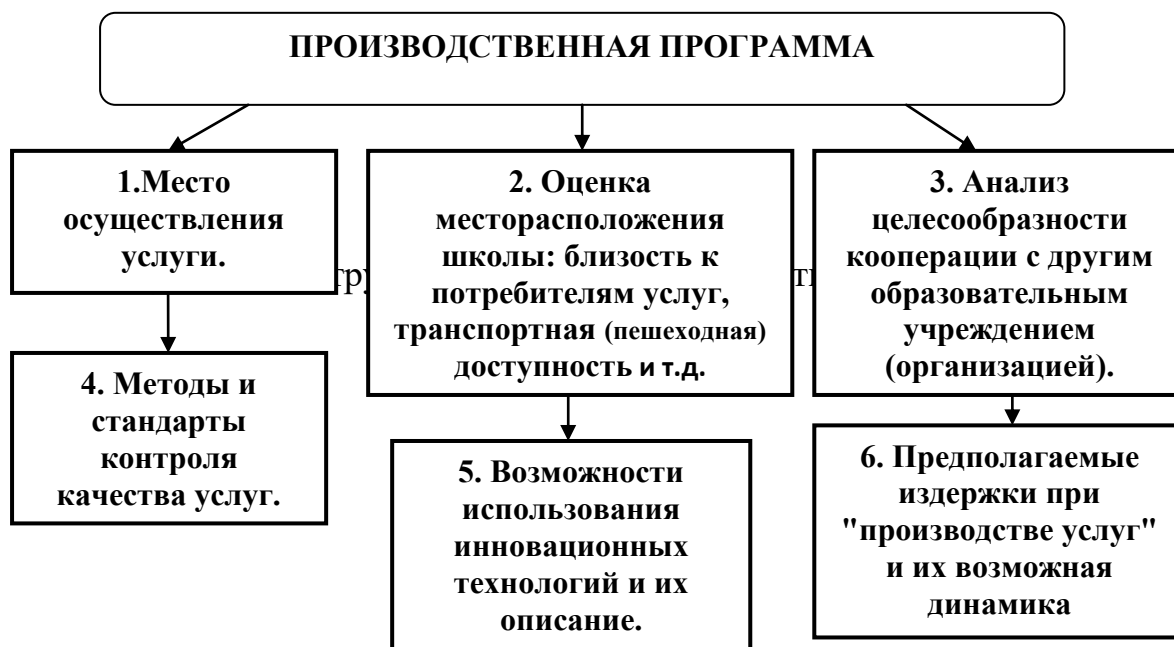 ПРОИЗВОДСТВЕННАЯ ПРОГРАММА
1.Место
осуществления
услуги.
2. Оценка
месторасположения
школы: близость к
потребителям услуг,
транспортная (пешеходная)
доступность и т.д.
3. Анализ
целесообразности
кооперации с другим
образовательным
учреждением
(организацией).
4. Методы и
стандарты
контроля
качества услуг.
5. Возможности
использования
инновационных
технологий и их
описание.
6. Предполагаемые
издержки при
"производстве услуг"
и их возможная
динамика